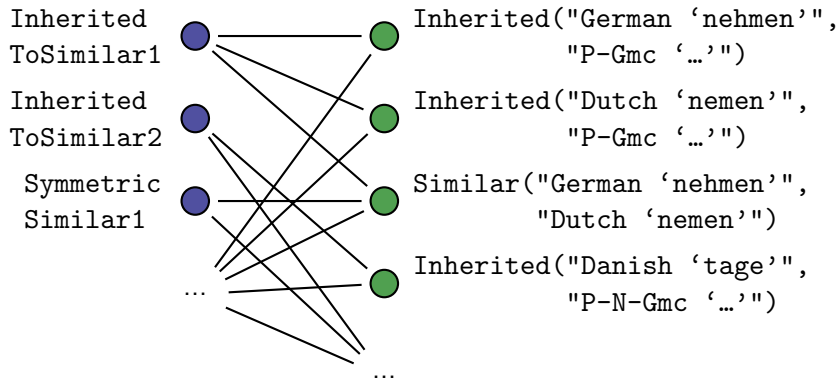 Inherited
ToSimilar1
Inherited("German ‘nehmen’",
"P-Gmc ‘…’")
Inherited
ToSimilar2
Inherited("Dutch ‘nemen’",
"P-Gmc ‘…’")
Symmetric
Similar1
Similar("German ‘nehmen’",
"Dutch ‘nemen’")
…
Inherited("Danish ‘tage’",
"P-N-Gmc ‘…’")
…